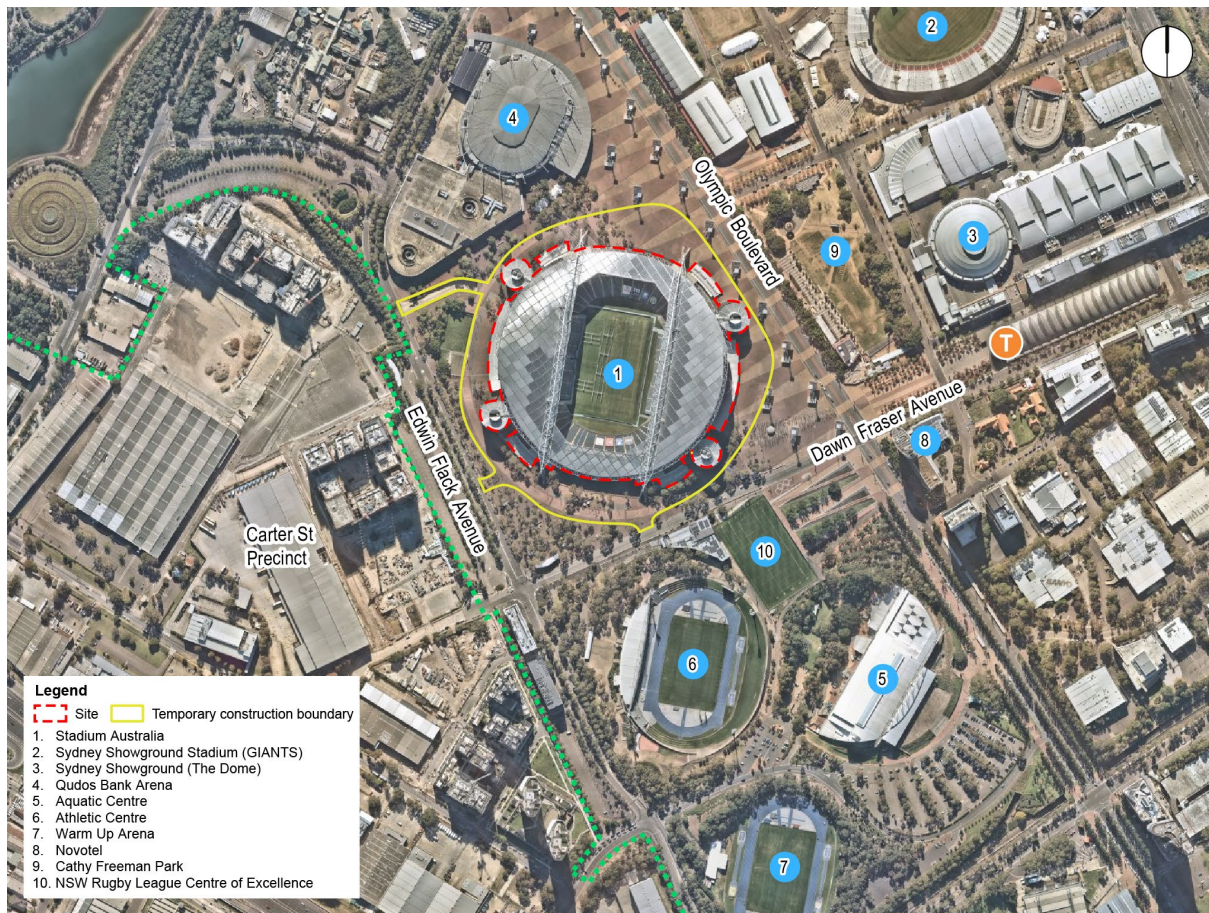 2
4
Olympic Boulevard
9
3
1
T
Dawn Fraser Avenue
8
Edwin Flack Avenue
Carter St
Precinct
10
6
5
7
Legend
Site
Temporary construction boundary
1. Stadium Australia
2. Sydney Showground Stadium (GIANTS)
3. Sydney Showground (The Dome)
4. Qudos Bank Arena
5. Aquatic Centre
6. Athletic Centre
7. Warm Up Arena
8. Novotel
9. Cathy Freeman Park
10. NSW Rugby League Centre of Excellence